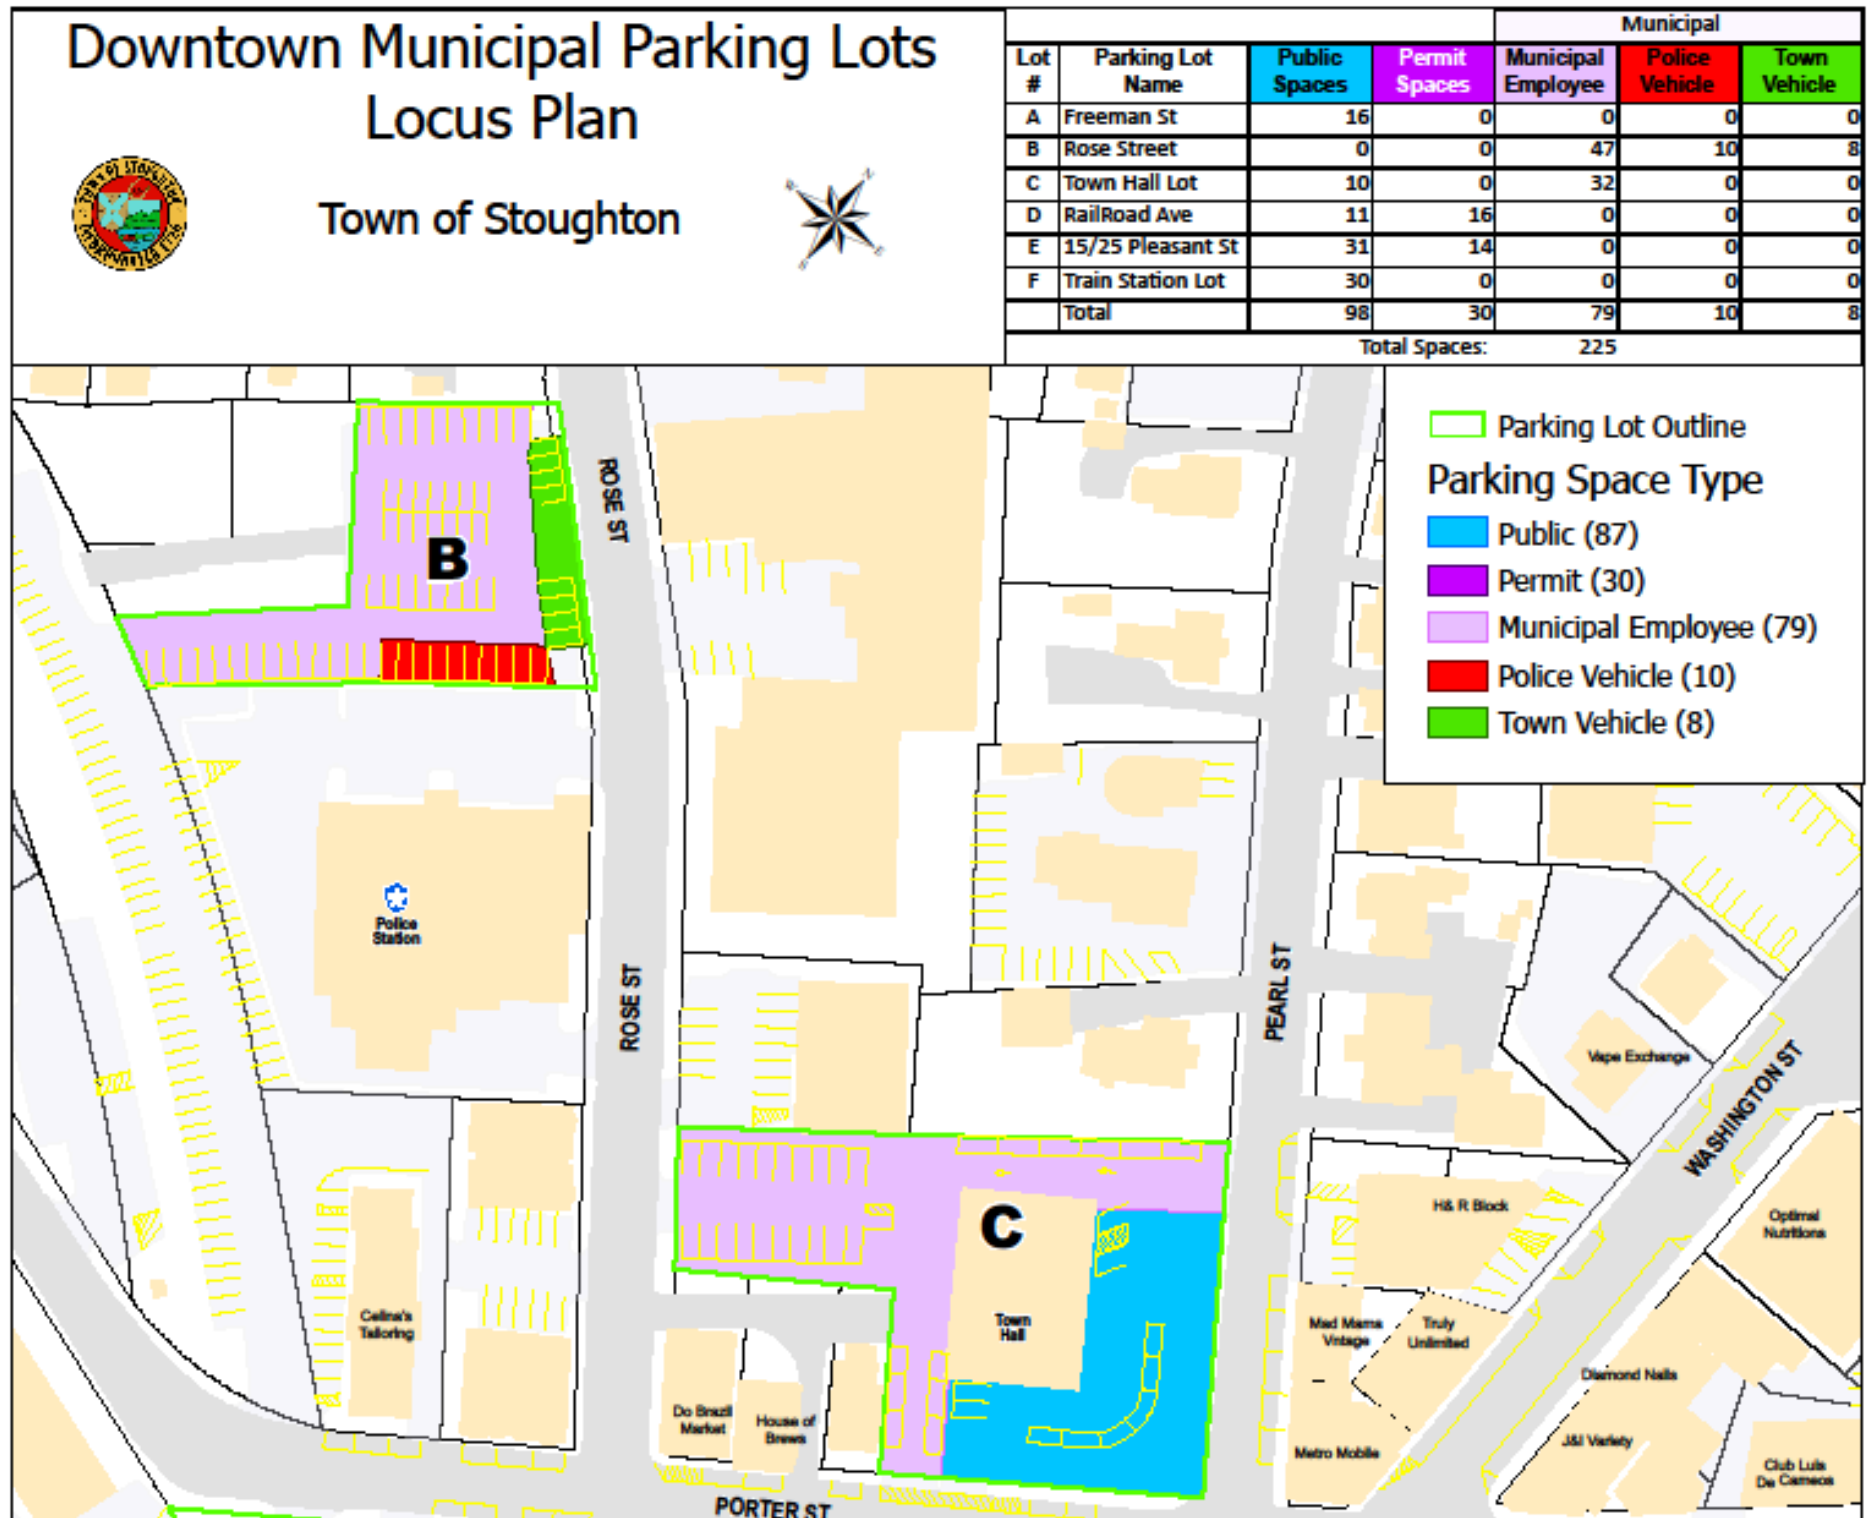 Downtown Municipal Parking Lots
Locus Plan
Town of Stoughton
Municipal
Lot # Parking Lot Name Public Spaces Permit Spaces Municipal Employee Police Vehicle Town Vehicle
A Freeman St 16 0 0 0 0
B Rose Street 0 0 47 10 8
C Town Hall Lot 10 0 32 0 0
D RailRoad Ave 11 16 0 0 0
E 15/25 Pleasant St 31 14 0 0 0
F Train Station Lot 30 0 0 0 0
Total 98 30 79 10 8
Total Spaces: 225
Parking Lot Outline
Parking Space Type
Public (87)
Permit (30)
Municipal Employee (79)
Police Vehicle (10)
Town Vehicle (8)
B
ROSE ST
Police
Station
ROSE ST
PEARL ST
Vape Exchange
WASHINGTON ST
C
Town
Hall
H& R Block
Optimal
Nutritions
Celina's
Tailoring
Mad Mama
Vntage
Truly
Unlimited
Diamond Nails
Do Brazil
Market
House of
Brews
Metro Mobile
J&I Variety
Club Luis
De Cameos
PORTER ST